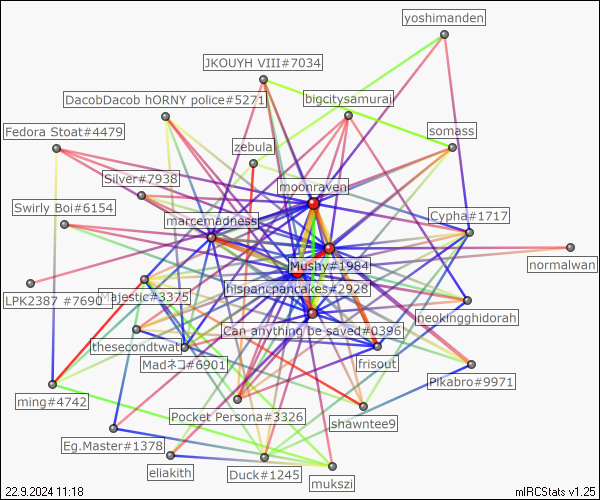 yoshimanden
JKOUYH VIII#7034
DacobDacob hORNY police#5271
bigcitysamurai
Fedora Stoat#4479
somass
zebula
Silver#7938
moonraven
Swirly Boi#6154
marcemadness
Cypha#1717
Mushy#1984
normalwan
hispancpancakes#2928
LPK2387 #7690
Majestic#3375
neokingghidorah
Can anything be saved#0396
thesecondtwat
Madネコ#6901
frisout
Pikabro#9971
ming#4742
Pocket Persona#3326
shawntee9
Eg.Master#1378
eliakith
Duck#1245
mukszi
22.9.2024 11:18
mIRCStats v1.25